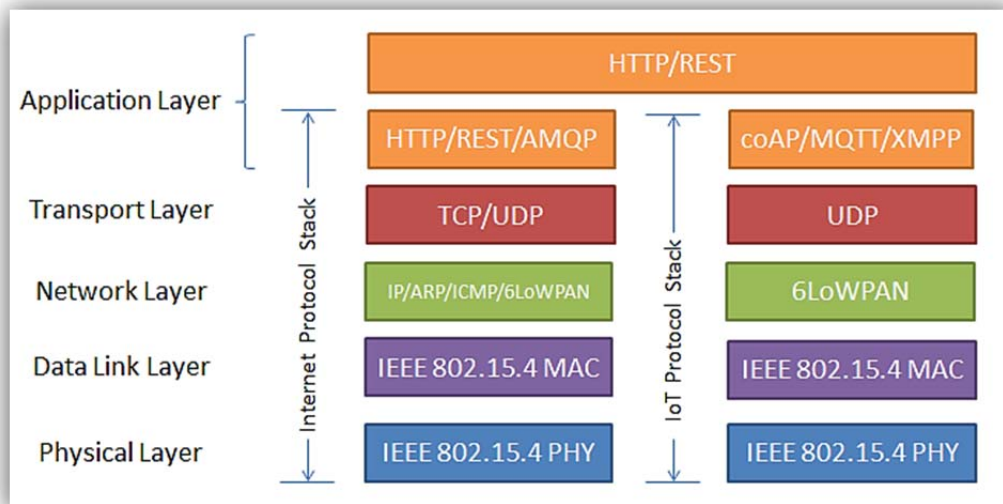 HTTP/REST
Application Layer
HTTP/REST/AMQP
coAP/MQTT/XMPP
Transport Layer
TCP/UDP
UDP
Network Layer
IP/ARP/ICMP/6LoWPAN
6LoWPAN
Data Link Layer
IEEE 802.15.4 MAC
IEEE 802.15.4 MAC
Physical Layer
IEEE 802.15.4 PHY
IEEE 802.15.4 PHY
Internet Protocol Stack
IoT Protocol Stack